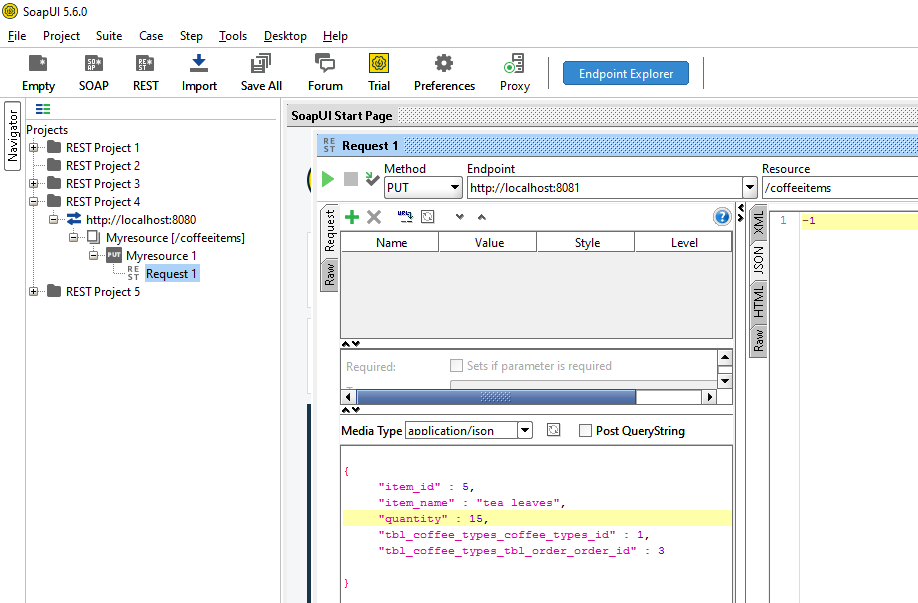 SoapUI 5.6.0
File Project Suite Case Step Tools Desktop Help
Empty SOAP REST Import Save All Forum Trial Preferences Proxy Endpoint Explorer
Navigator
Projects
REST Project 1
REST Project 2
REST Project 3
REST Project 4
http://localhost:8080
Myresource [/coffeeitems]
PUT Myresource 1
REST Request 1
REST Project 5
SoapUI Start Page
REST Request 1
Method Endpoint Resource
PUT http://localhost:8081 /coffeeitems
Request
Raw
Name Value Style Level
Required: Sets if parameter is required
Media Type application/json Post QueryString
{
"item_id" : 5,
"item_name" : "tea leaves",
"quantity" : 15,
"tbl_coffee_types_coffee_types_id" : 1,
"tbl_coffee_types_tbl_order_order_id" : 3
}
XML
JSON
HTML
Raw
1 -1